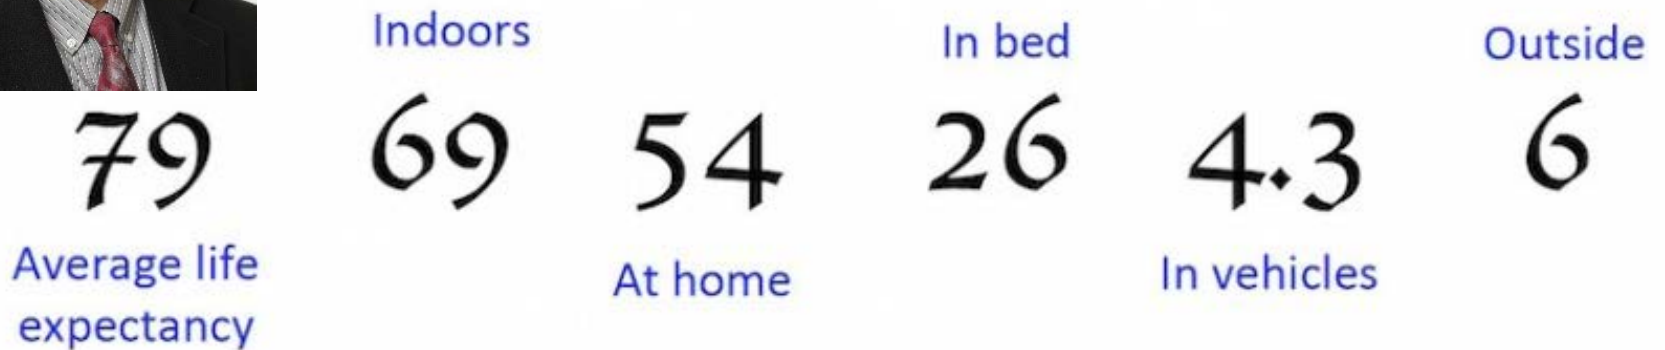 Indoors
In bed
Outside
79 69 54 26 4.3 6
Average life
expectancy
At home
In vehicles